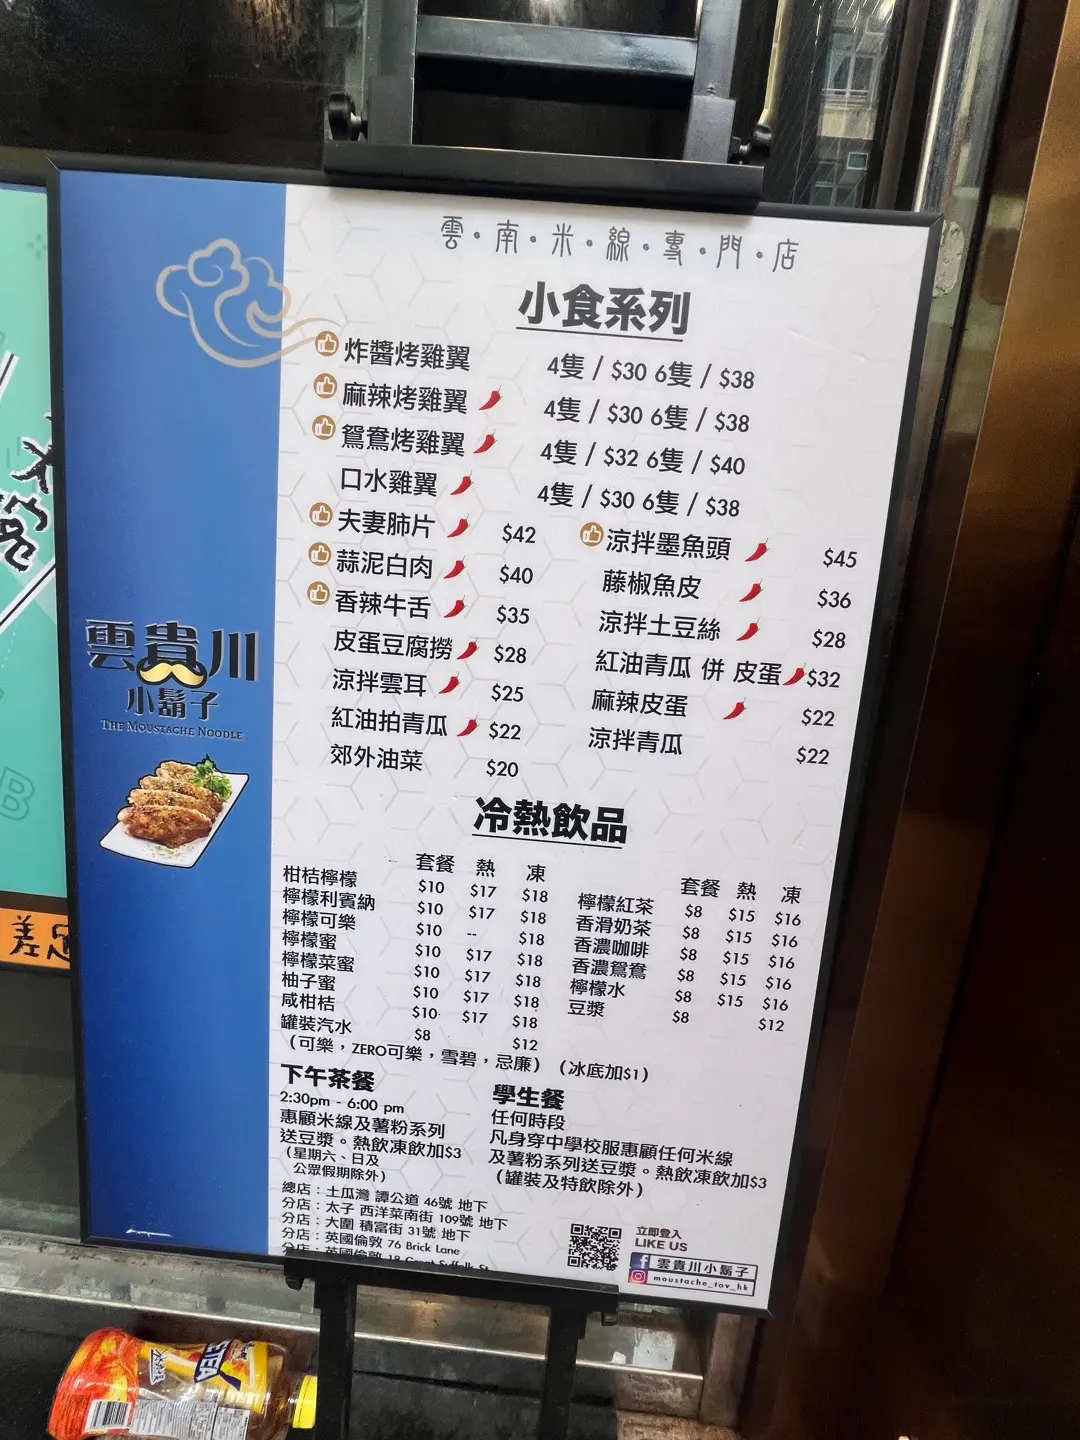 雲·南·米·線·專·門·店
小食系列
炸醬烤雞翼 4隻 / $30 6隻 / $38
麻辣烤雞翼 4隻 / $30 6隻 / $38
鴛鴦烤雞翼 4隻 / $32 6隻 / $40
口水雞翼 4隻 / $30 6隻 / $38
夫妻肺片 $42
蒜泥白肉 $40
香辣牛舌 $35
皮蛋豆腐撈 $28
涼拌雲耳 $25
紅油拍青瓜 $22
郊外油菜 $20
涼拌墨魚頭 $45
藤椒魚皮 $36
涼拌土豆絲 $28
紅油青瓜 併 皮蛋 $32
麻辣皮蛋 $22
涼拌青瓜 $22
雲貴川
小鬍子
THE MOUSTACHE NOODLE
冷熱飲品
套餐 熱 凍
柑桔檸檬 $10 $17 $18
檸檬利賓納 $10 $17 $18
檸檬可樂 $10 -- $18
檸檬蜜 $10 $17 $18
檸檬菜蜜 $10 $17 $18
柚子蜜 $10 $17 $18
咸柑桔 $10 $17 $18
罐裝汽水 $8 $12
(可樂，ZERO可樂，雪碧，忌廉) (冰底加$1)
套餐 熱 凍
檸檬紅茶 $8 $15 $16
香滑奶茶 $8 $15 $16
香濃咖啡 $8 $15 $16
香濃鴛鴦 $8 $15 $16
檸檬水 $8 $15 $16
豆漿 $8 $12
下午茶餐
2:30pm - 6:00 pm
惠顧米線及薯粉系列
送豆漿。熱飲凍飲加$3
(星期六、日及
公眾假期除外)
學生餐
任何時段
凡身穿中學校服惠顧任何米線
及薯粉系列送豆漿。熱飲凍飲加$3
(罐裝及特飲除外)
總店：土瓜灣 譚公道 46號 地下
分店：太子 西洋菜南街 109號 地下
分店：大圍 積富街 31號 地下
分店：英國倫敦 76 Brick Lane
分店：英國倫敦 18 Great Suffolk St
立即登入
LIKE US
雲貴川小鬍子
moustache_tov_hk